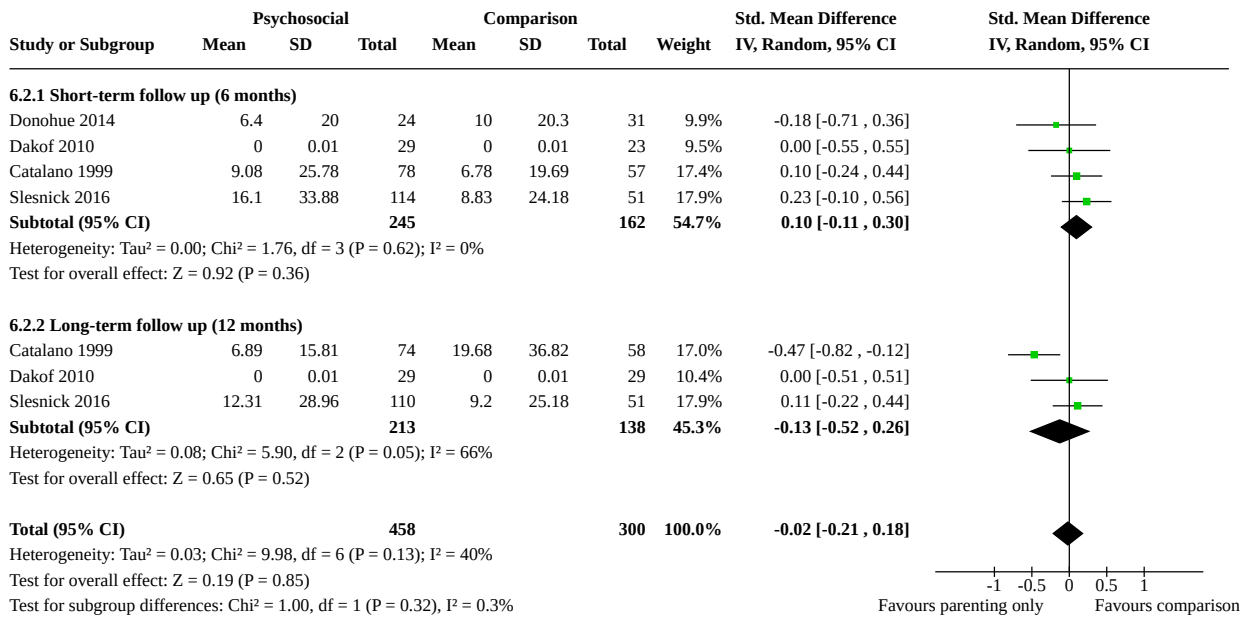 Psychosocial Comparison Std. Mean Difference Std. Mean Difference
Study or Subgroup Mean SD Total Mean SD Total Weight IV, Random, 95% CI IV, Random, 95% CI
6.2.1 Short-term follow up (6 months)
Donohue 2014 6.4 20 24 10 20.3 31 9.9% -0.18 [-0.71 , 0.36]
Dakof 2010 0 0.01 29 0 0.01 23 9.5% 0.00 [-0.55 , 0.55]
Catalano 1999 9.08 25.78 78 6.78 19.69 57 17.4% 0.10 [-0.24 , 0.44]
Slesnick 2016 16.1 33.88 114 8.83 24.18 51 17.9% 0.23 [-0.10 , 0.56]
Subtotal (95% CI) 245 162 54.7% 0.10 [-0.11 , 0.30]
Heterogeneity: Tau² = 0.00; Chi² = 1.76, df = 3 (P = 0.62); I² = 0%
Test for overall effect: Z = 0.92 (P = 0.36)
6.2.2 Long-term follow up (12 months)
Catalano 1999 6.89 15.81 74 19.68 36.82 58 17.0% -0.47 [-0.82 , -0.12]
Dakof 2010 0 0.01 29 0 0.01 29 10.4% 0.00 [-0.51 , 0.51]
Slesnick 2016 12.31 28.96 110 9.2 25.18 51 17.9% 0.11 [-0.22 , 0.44]
Subtotal (95% CI) 213 138 45.3% -0.13 [-0.52 , 0.26]
Heterogeneity: Tau² = 0.08; Chi² = 5.90, df = 2 (P = 0.05); I² = 66%
Test for overall effect: Z = 0.65 (P = 0.52)
Total (95% CI) 458 300 100.0% -0.02 [-0.21 , 0.18]
Heterogeneity: Tau² = 0.03; Chi² = 9.98, df = 6 (P = 0.13); I² = 40%
Test for overall effect: Z = 0.19 (P = 0.85) -1 -0.5 0 0.5 1
Test for subgroup differences: Chi² = 1.00, df = 1 (P = 0.32), I² = 0.3% Favours parenting only Favours comparison